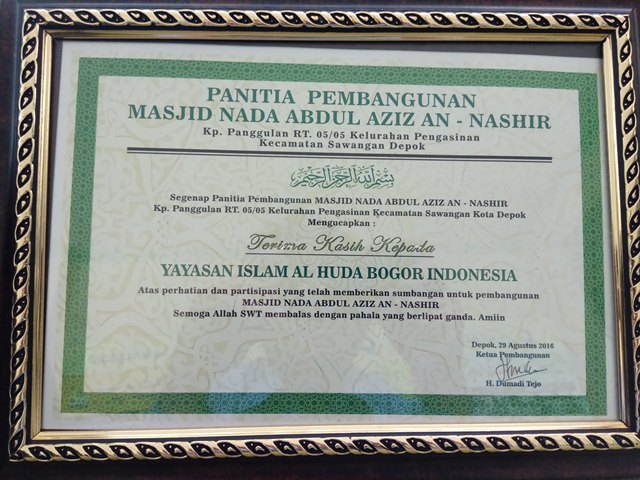 PANITIA PEMBANGUNAN
MASJID NADA ABDUL AZIZ AN - NASHIR
Kp. Panggulan RT. 05/05 Kelurahan Pengasinan
Kecamatan Sawangan Depok
بسم الله الرحمن الرحيم
Segenap Panitia Pembangunan MASJID NADA ABDUL AZIZ AN - NASHIR
Kp. Panggulan RT. 05/05 Kelurahan Pengasinan Kecamatan Sawangan Kota Depok
Mengucapkan :
Terima Kasih Kepada
YAYASAN ISLAM AL HUDA BOGOR INDONESIA
Atas perhatian dan partisipasi yang telah memberikan sumbangan untuk pembangunan
MASJID NADA ABDUL AZIZ AN - NASHIR
Semoga Allah SWT membalas dengan pahala yang berlipat ganda. Amiin
Depok, 29 Agustus 2016
Ketua Pembangunan
H. Damadi Tejo